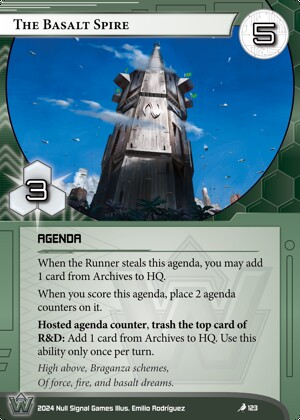 The Basalt Spire
5
3
AGENDA
When the Runner steals this agenda, you may add
1 card from Archives to HQ.
When you score this agenda, place 2 agenda
counters on it.
Hosted agenda counter, trash the top card of
R&D: Add 1 card from Archives to HQ. Use this
ability only once per turn.
High above, Braganza schemes,
Of force, fire, and basalt dreams.
2024 Null Signal Games Illus. Emilio Rodríguez
123